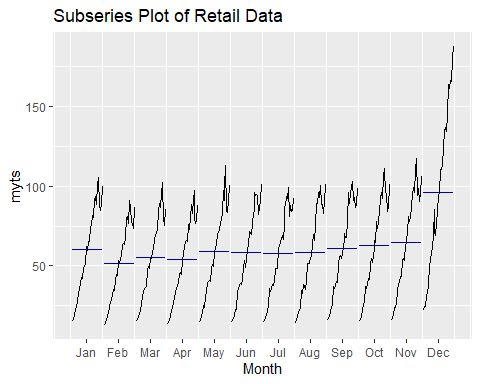 Subseries Plot of Retail Data
myts
150
100
50
Jan Feb Mar Apr May Jun Jul Aug Sep Oct Nov Dec
Month